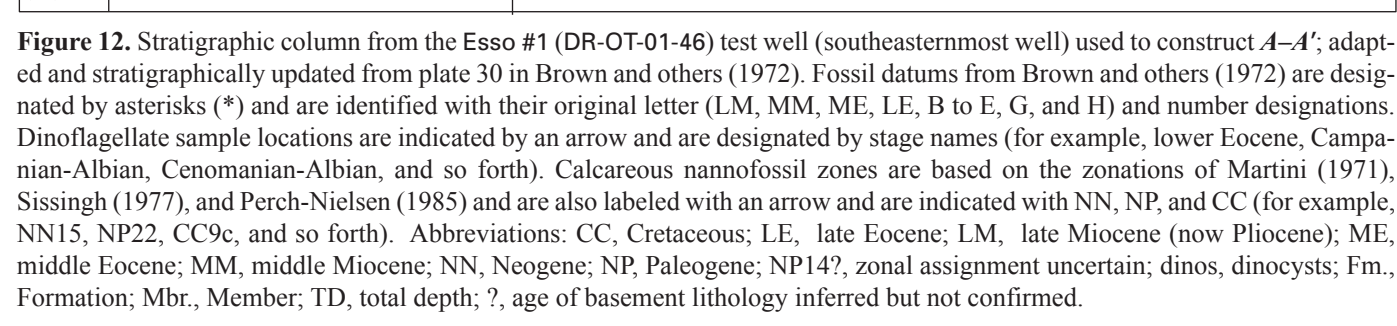 Figure 12. Stratigraphic column from the Esso #1 (DR-OT-01-46) test well (southeasternmost well) used to construct A–A′; adapt-
ed and stratigraphically updated from plate 30 in Brown and others (1972). Fossil datums from Brown and others (1972) are desig-
nated by asterisks (*) and are identified with their original letter (LM, MM, ME, LE, B to E, G, and H) and number designations.
Dinoflagellate sample locations are indicated by an arrow and are designated by stage names (for example, lower Eocene, Campa-
nian-Albian, Cenomanian-Albian, and so forth). Calcareous nannofossil zones are based on the zonations of Martini (1971),
Sissingh (1977), and Perch-Nielsen (1985) and are also labeled with an arrow and are indicated with NN, NP, and CC (for example,
NN15, NP22, CC9c, and so forth). Abbreviations: CC, Cretaceous; LE, late Eocene; LM, late Miocene (now Pliocene); ME,
middle Eocene; MM, middle Miocene; NN, Neogene; NP, Paleogene; NP14?, zonal assignment uncertain; dinos, dinocysts; Fm.,
Formation; Mbr., Member; TD, total depth; ?, age of basement lithology inferred but not confirmed.